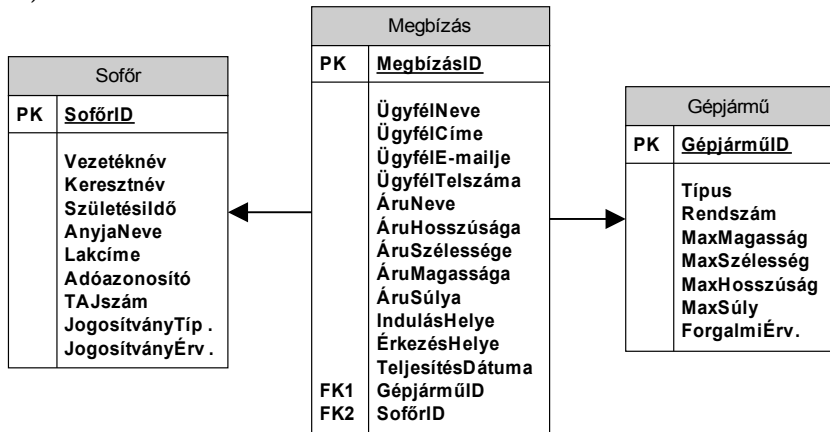 Sofőr
PK SofőrID
Vezetéknév
Keresztnév
SzületésiIdő
AnyjaNeve
Lakcíme
Adóazonosító
TAJszám
JogosítványTíp .
JogosítványÉrv .
Megbízás
PK MegbízásID
ÜgyfélNeve
ÜgyfélCíme
ÜgyfélE-mailje
ÜgyfélTelszáma
ÁruNeve
ÁruHosszúsága
ÁruSzélessége
ÁruMagassága
ÁruSúlya
IndulásHelye
ÉrkezésHelye
TeljesítésDátuma
FK1 GépjárműID
FK2 SofőrID
Gépjármű
PK GépjárműID
Típus
Rendszám
MaxMagasság
MaxSzélesség
MaxHosszúság
MaxSúly
ForgalmiÉrv.